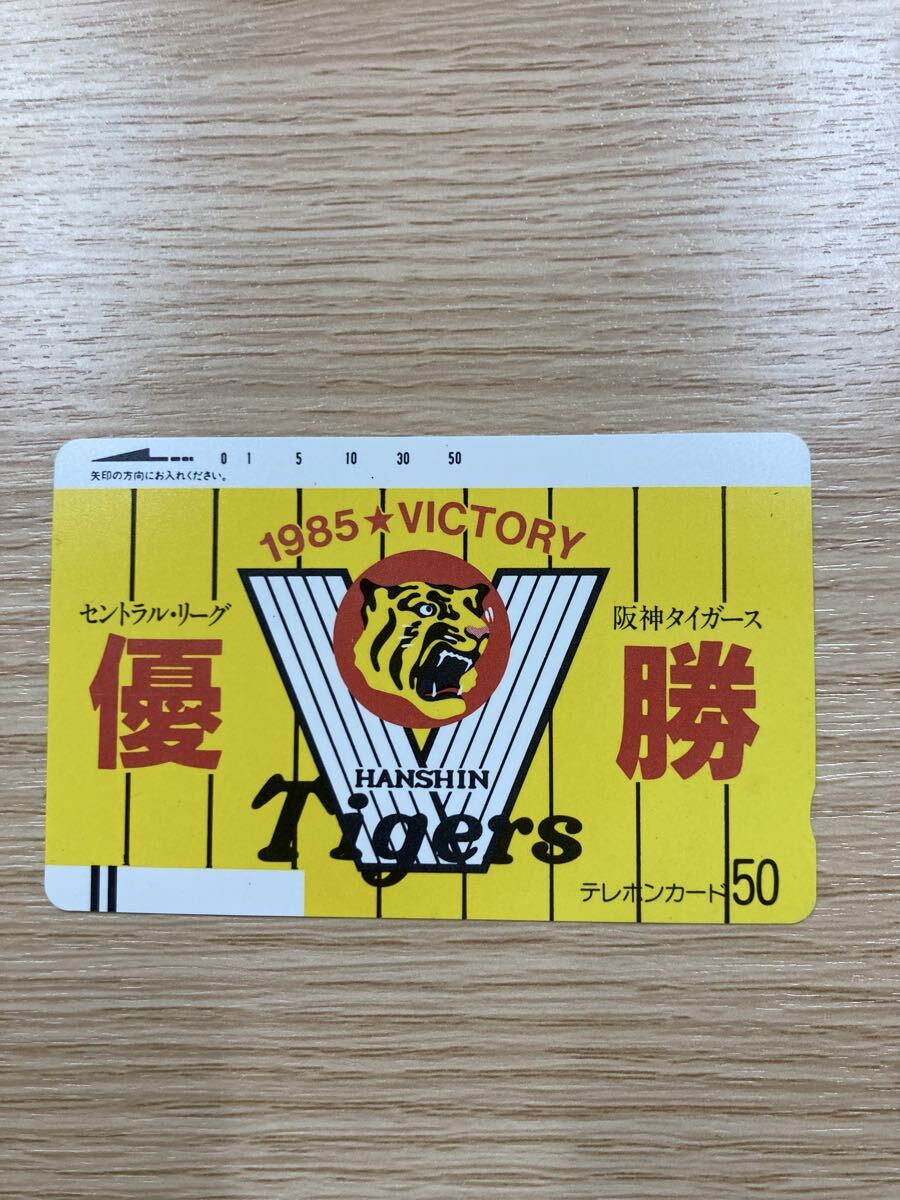 0 1 5 10 30 50
矢印の方向にお入れください。
1985★VICTORY
セントラル・リーグ
優
阪神タイガース
勝
HANSHIN
Tigers
テレホンカード50